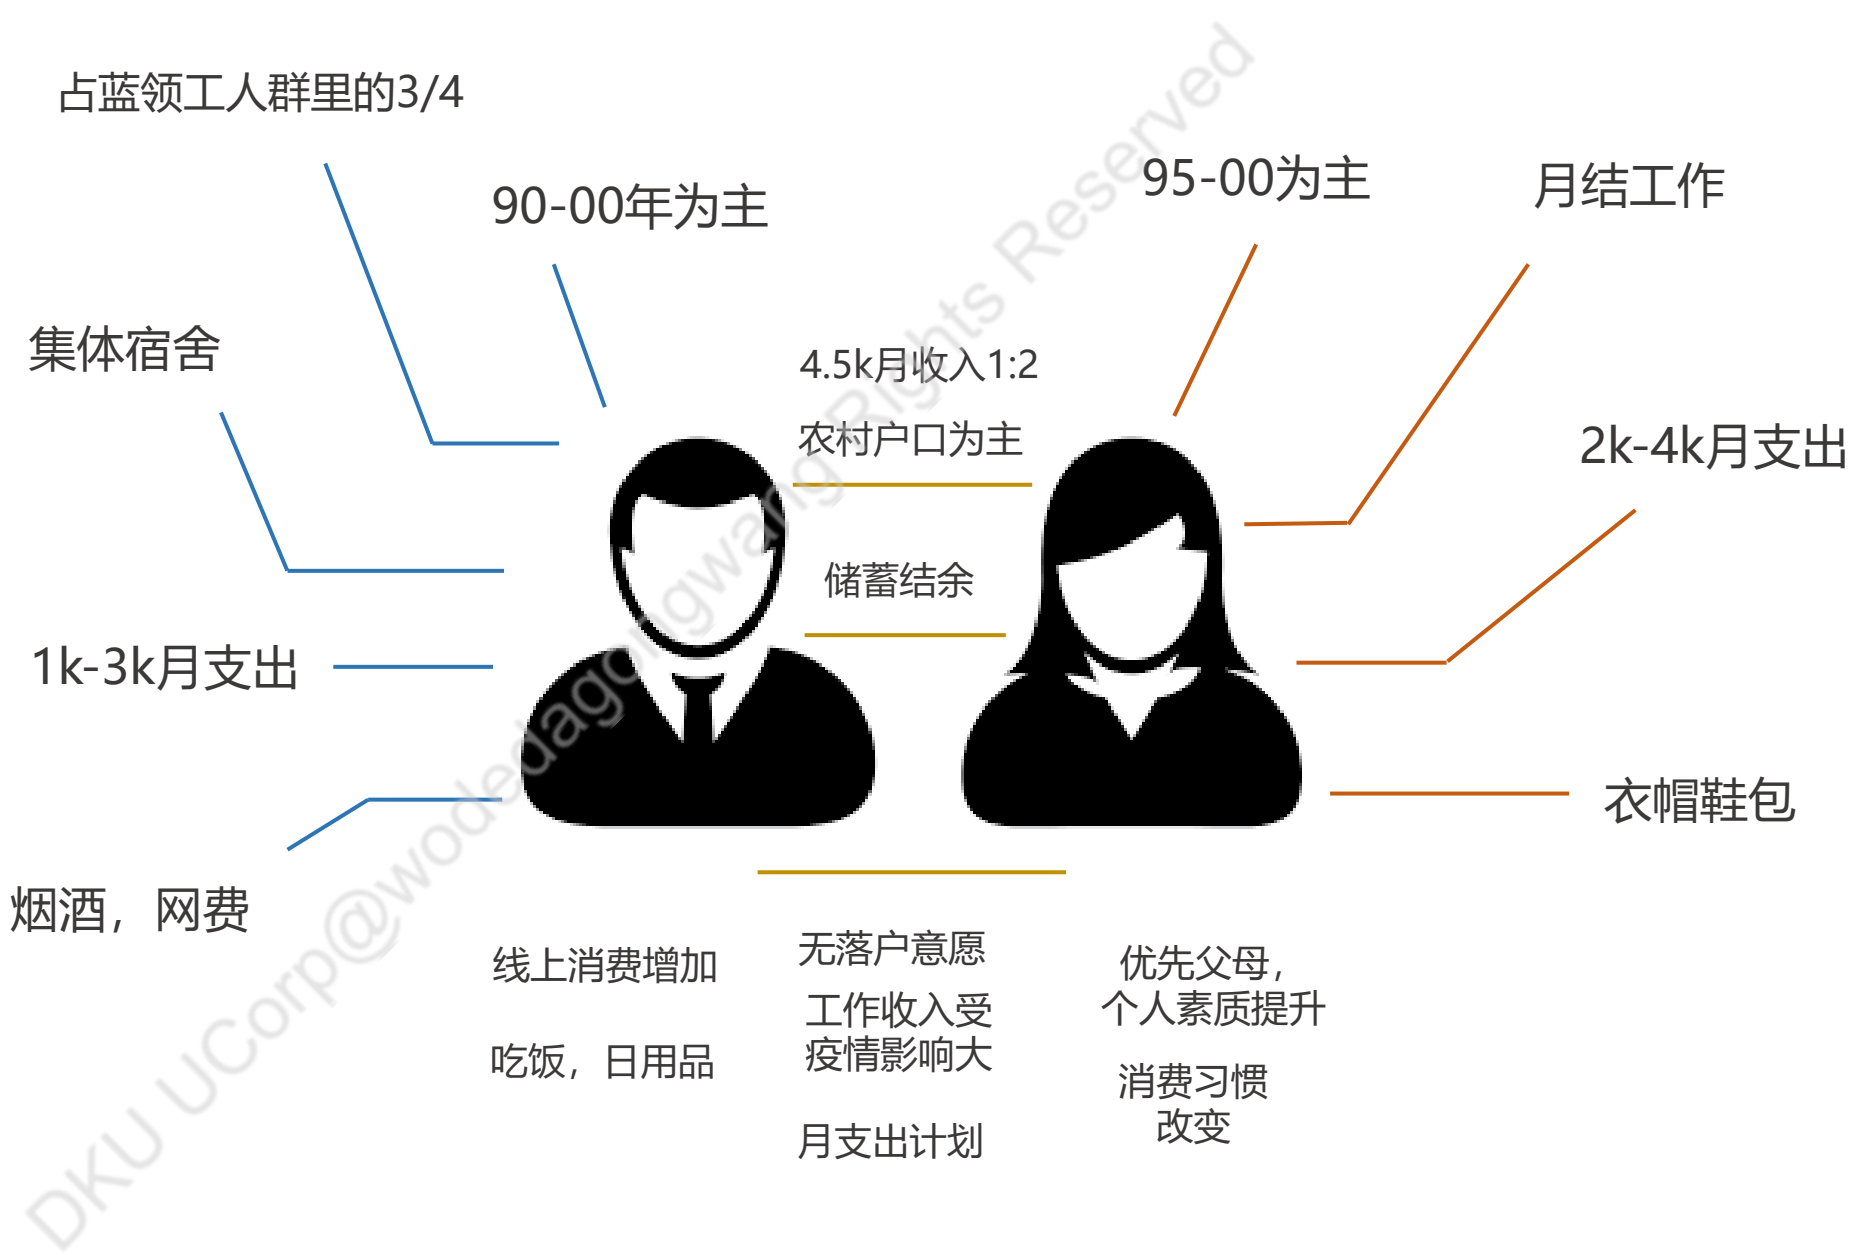 占蓝领工人群里的3/4
90-00年为主
95-00为主
月结工作
集体宿舍
4.5k月收入1:2
农村户口为主
2k-4k月支出
储蓄结余
1k-3k月支出
衣帽鞋包
烟酒，网费
线上消费增加
吃饭，日用品
无落户意愿
工作收入受
疫情影响大
月支出计划
优先父母，
个人素质提升
消费习惯
改变
DKU UCorp@wodedagongwang Rights Reserved